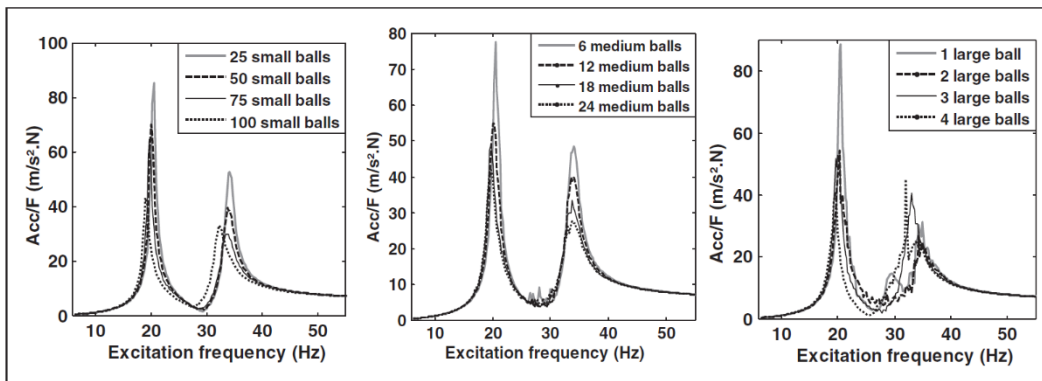 Acc/F (m/s².N)
100
80
60
40
20
0
10 20 30 40 50
Excitation frequency (Hz)
25 small balls
50 small balls
75 small balls
100 small balls
Acc/F (m/s².N)
80
70
60
50
40
30
20
10
0
10 20 30 40 50
Excitation frequency (Hz)
6 medium balls
12 medium balls
18 medium balls
24 medium balls
Acc/F (m/s².N)
80
60
40
20
0
10 20 30 40 50
Excitation frequency (Hz)
1 large ball
2 large balls
3 large balls
4 large balls